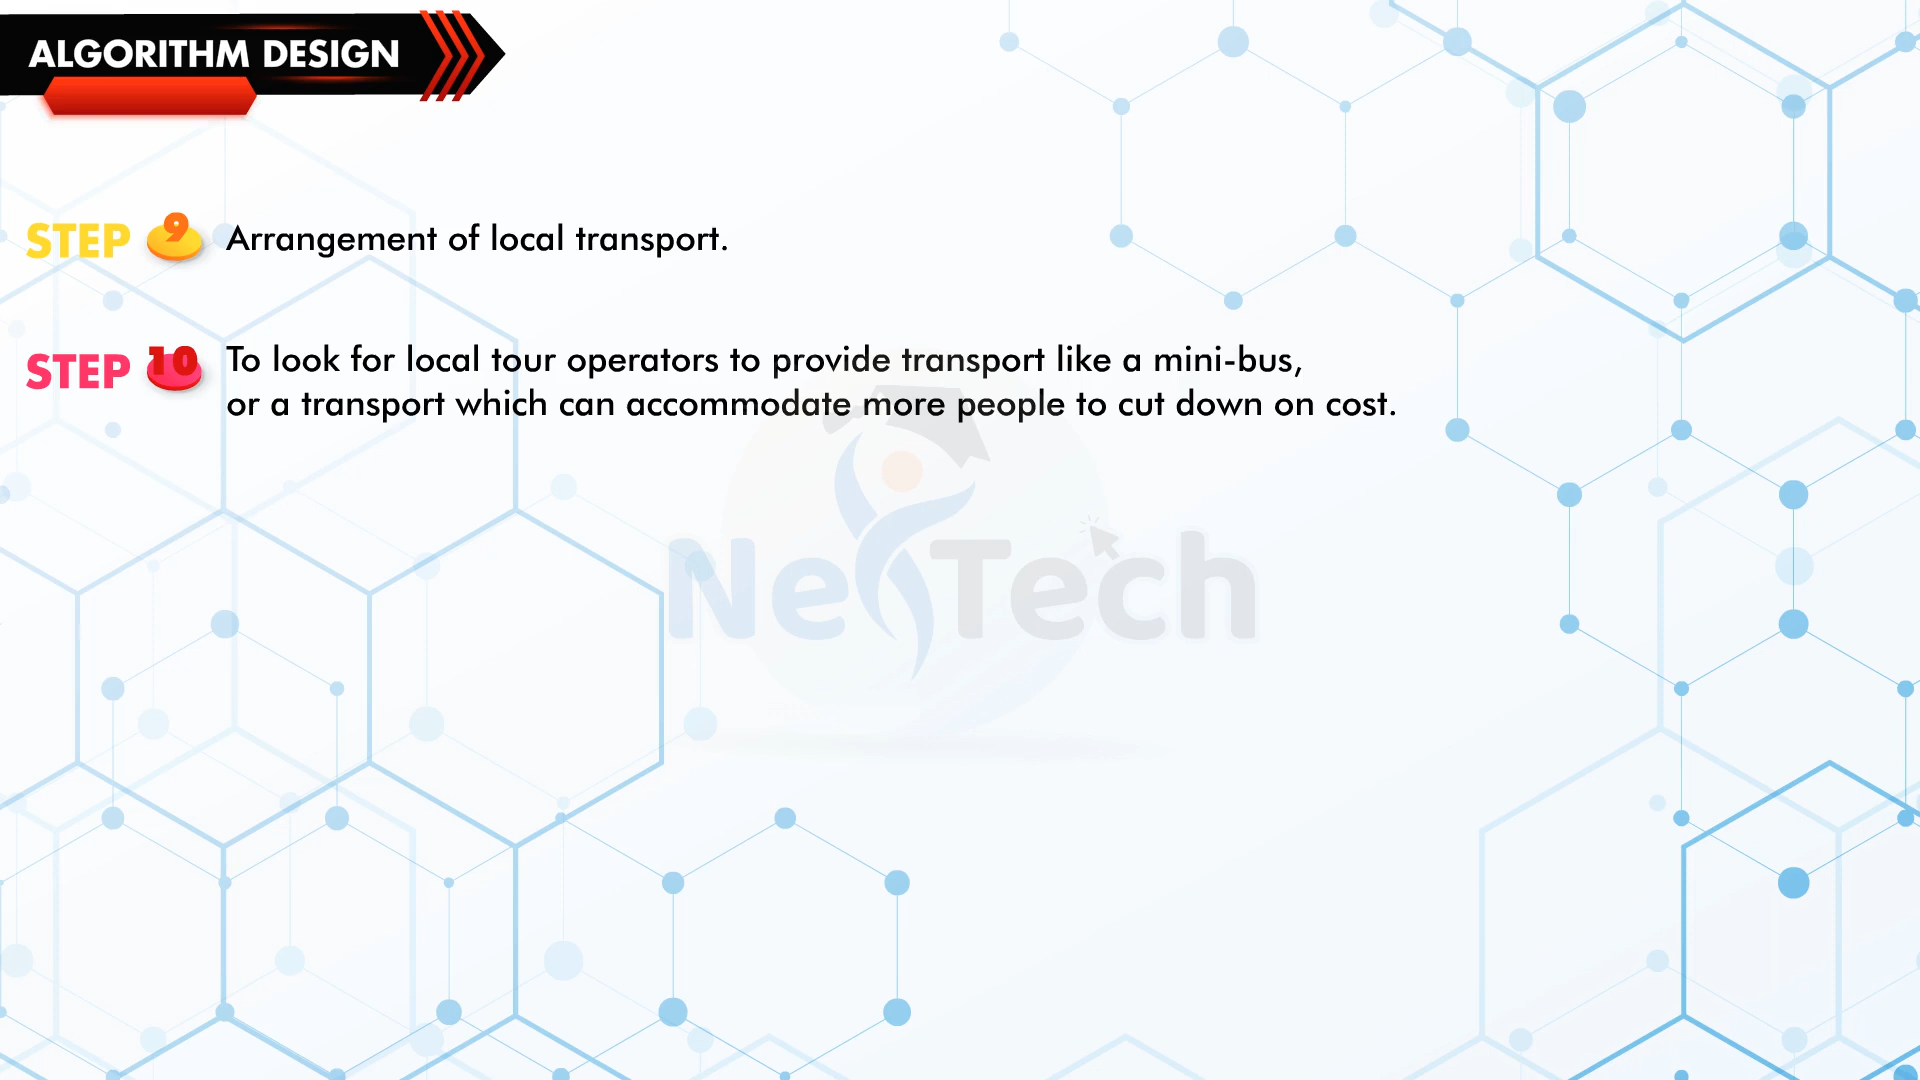 ALGORITHM DESIGN
STEP 9 Arrangement of local transport.
STEP 10 To look for local tour operators to provide transport like a mini-bus,
or a transport which can accommodate more people to cut down on cost.
NexTech